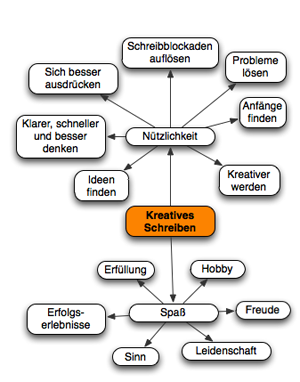 Schreibblockaden
auflösen
Probleme
lösen
Sich besser
ausdrücken
Anfänge
finden
Klarer, schneller
und besser
denken
Nützlichkeit
Ideen
finden
Kreativer
werden
Kreatives
Schreiben
Erfüllung
Hobby
Erfolgs-
erlebnisse
Spaß
Freude
Sinn
Leidenschaft